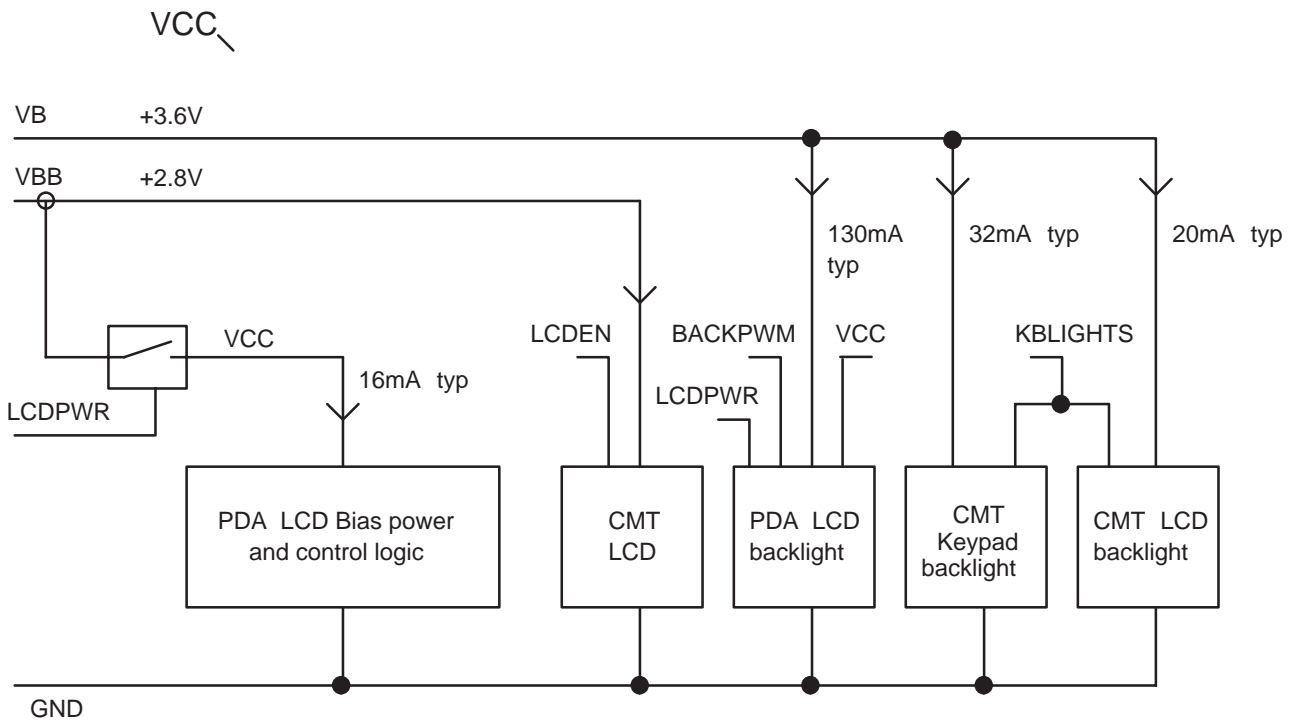 VCC
VB +3.6V
VBB +2.8V
130mA
typ
32mA typ
20mA typ
LCDEN
BACKPWM
VCC
KBLIGHTS
VCC
16mA typ
LCDPWR
LCDPWR
PDA LCD Bias power
and control logic
CMT
LCD
PDA LCD
backlight
CMT
Keypad
backlight
CMT LCD
backlight
GND